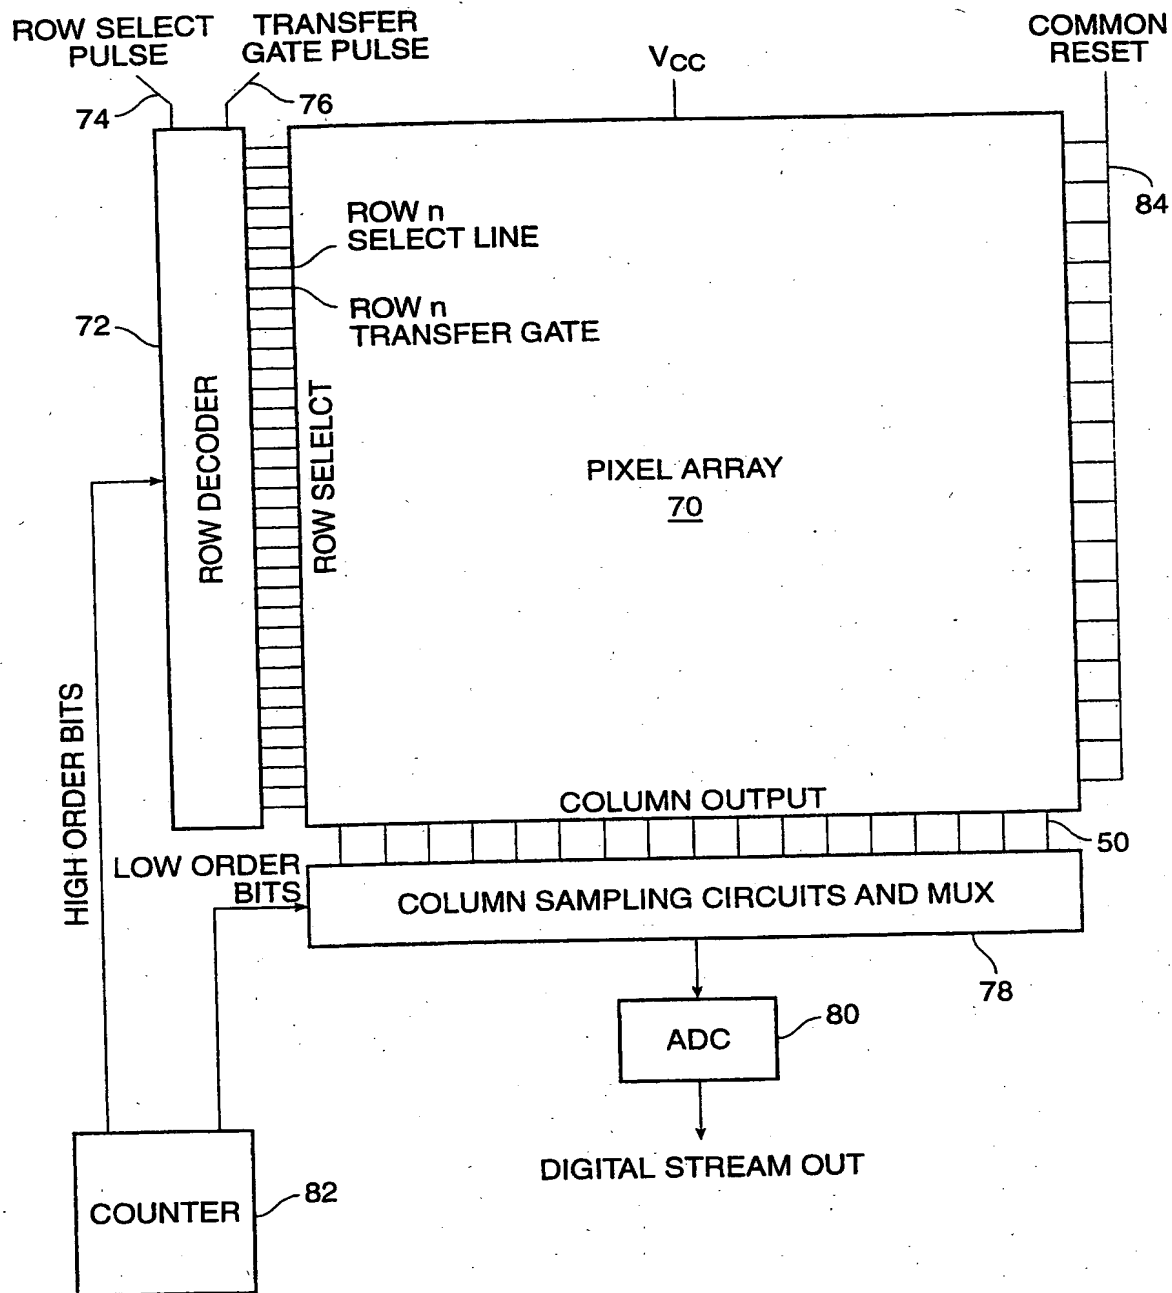 ROW SELECT
PULSE
TRANSFER
GATE PULSE
VCC
COMMON
RESET
74
76
84
ROW n
SELECT LINE
ROW n
TRANSFER GATE
72
ROW DECODER
ROW SELELCT
PIXEL ARRAY
70
HIGH ORDER BITS
COLUMN OUTPUT
50
LOW ORDER
BITS
COLUMN SAMPLING CIRCUITS AND MUX
78
ADC
80
DIGITAL STREAM OUT
COUNTER
82